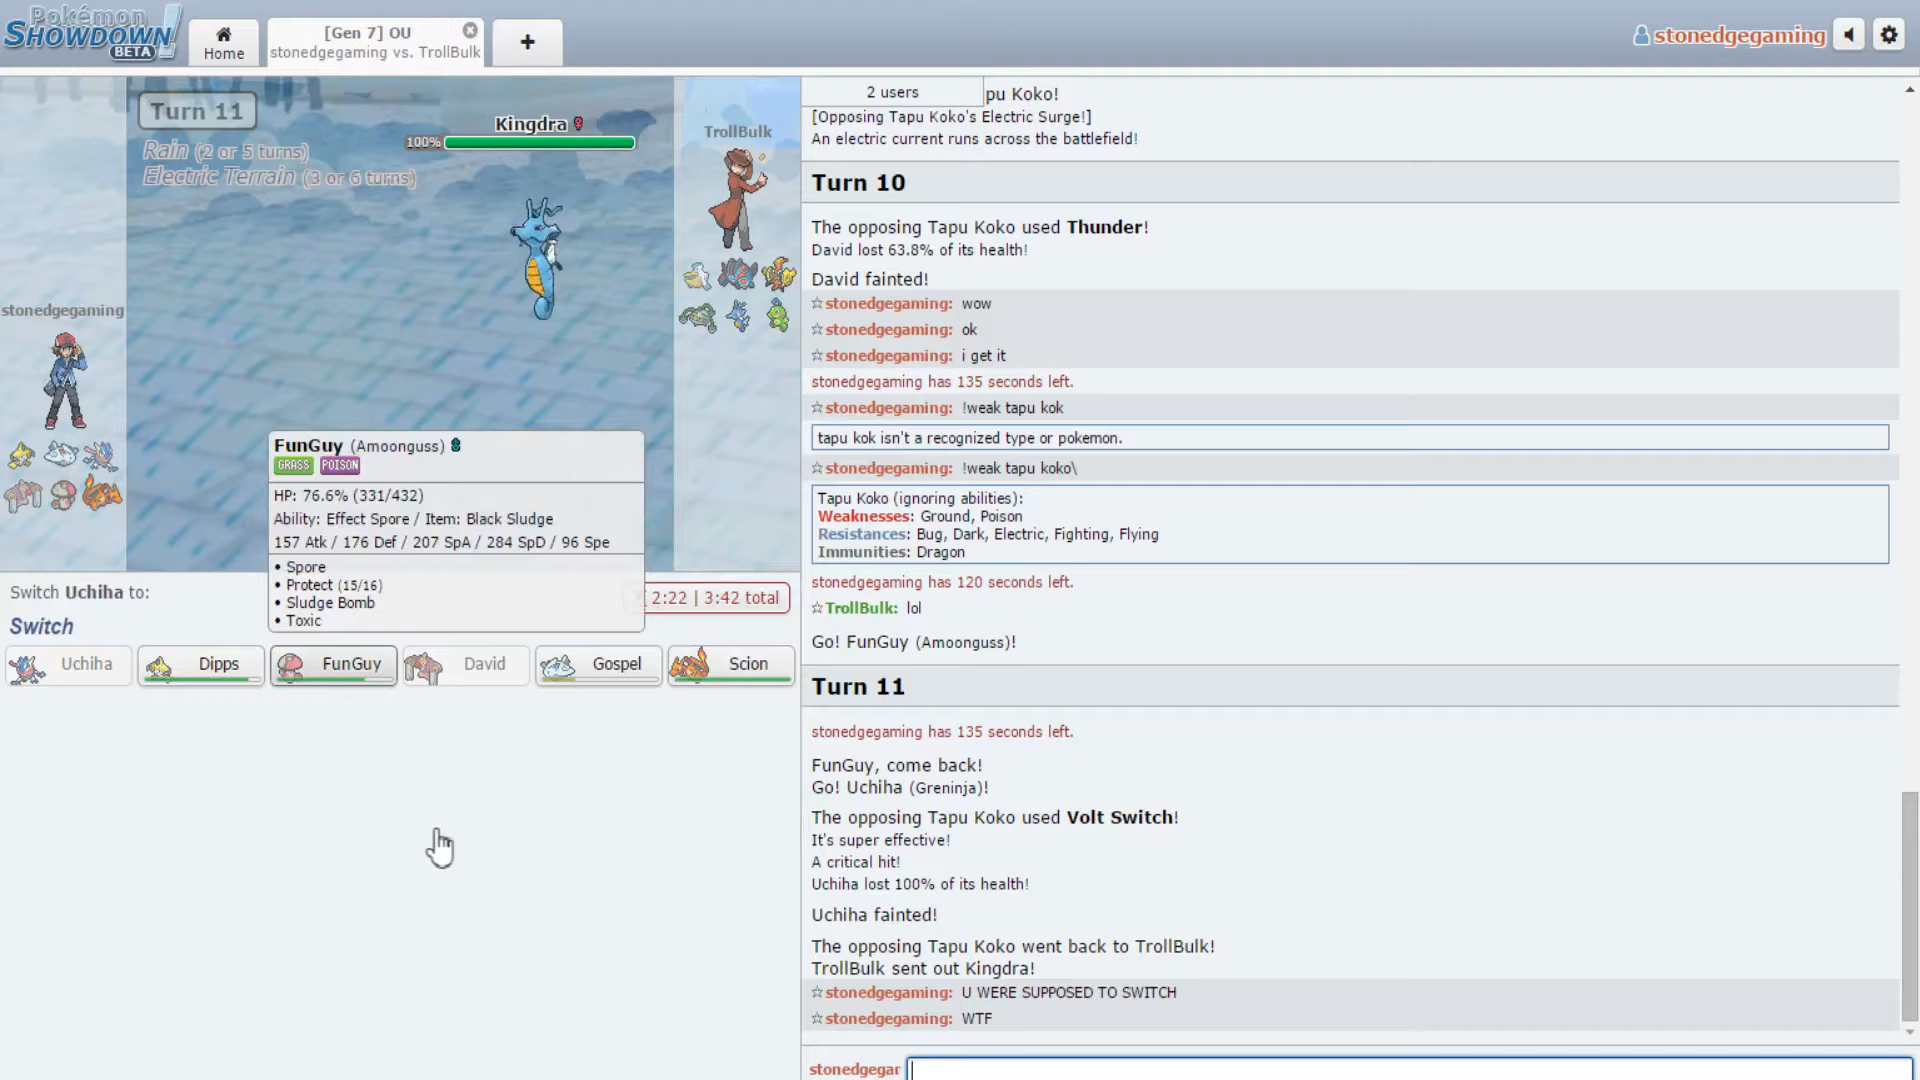 Pokémon
SHOWDOWN!
BETA
Home
[Gen 7] OU
stonedgegaming vs. TrollBulk
+
stonedgegaming
Turn 11
Rain (2 or 5 turns)
Electric Terrain (3 or 6 turns)
Kingdra
100%
TrollBulk
stonedgegaming
FunGuy (Amoonguss)
GRASS POISON
HP: 76.6% (331/432)
Ability: Effect Spore / Item: Black Sludge
157 Atk / 176 Def / 207 SpA / 284 SpD / 96 Spe
• Spore
• Protect (15/16)
• Sludge Bomb
• Toxic
Switch Uchiha to:
2:22 | 3:42 total
Switch
Uchiha
Dipps
FunGuy
David
Gospel
Scion
2 users
pu Koko!
[Opposing Tapu Koko's Electric Surge!]
An electric current runs across the battlefield!
Turn 10
The opposing Tapu Koko used Thunder!
David lost 63.8% of its health!
David fainted!
☆stonedgegaming: wow
☆stonedgegaming: ok
☆stonedgegaming: i get it
stonedgegaming has 135 seconds left.
☆stonedgegaming: !weak tapu kok
tapu kok isn't a recognized type or pokemon.
☆stonedgegaming: !weak tapu koko\
Tapu Koko (ignoring abilities):
Weaknesses: Ground, Poison
Resistances: Bug, Dark, Electric, Fighting, Flying
Immunities: Dragon
stonedgegaming has 120 seconds left.
☆TrollBulk: lol
Go! FunGuy (Amoonguss)!
Turn 11
stonedgegaming has 135 seconds left.
FunGuy, come back!
Go! Uchiha (Greninja)!
The opposing Tapu Koko used Volt Switch!
It's super effective!
A critical hit!
Uchiha lost 100% of its health!
Uchiha fainted!
The opposing Tapu Koko went back to TrollBulk!
TrollBulk sent out Kingdra!
☆stonedgegaming: U WERE SUPPOSED TO SWITCH
☆stonedgegaming: WTF
stonedgegar